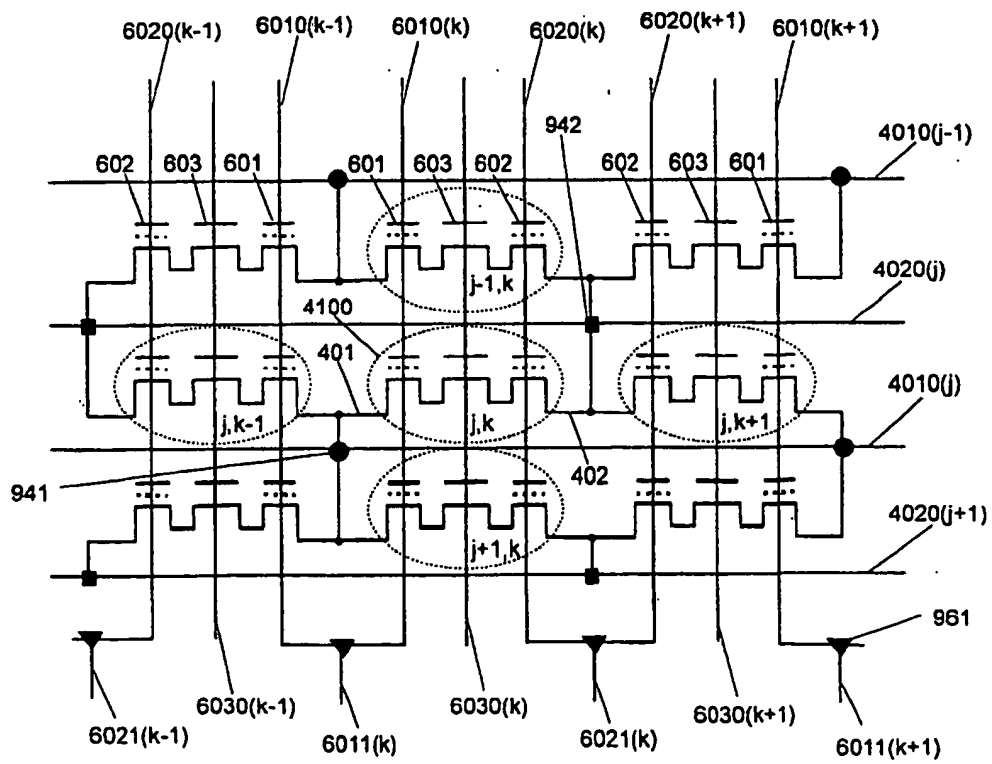 6020(k-1) 6010(k-1) 6010(k) 6020(k) 6020(k+1) 6010(k+1)
942 4010(j-1)
602 603 601 601 603 602 602 603 601
j-1,k 4020(j)
4100
401 4010(j)
j,k-1 j,k j,k+1
402
941 4020(j+1)
j+1,k
961
6030(k-1) 6030(k) 6030(k+1)
6021(k-1) 6011(k) 6021(k) 6011(k+1)